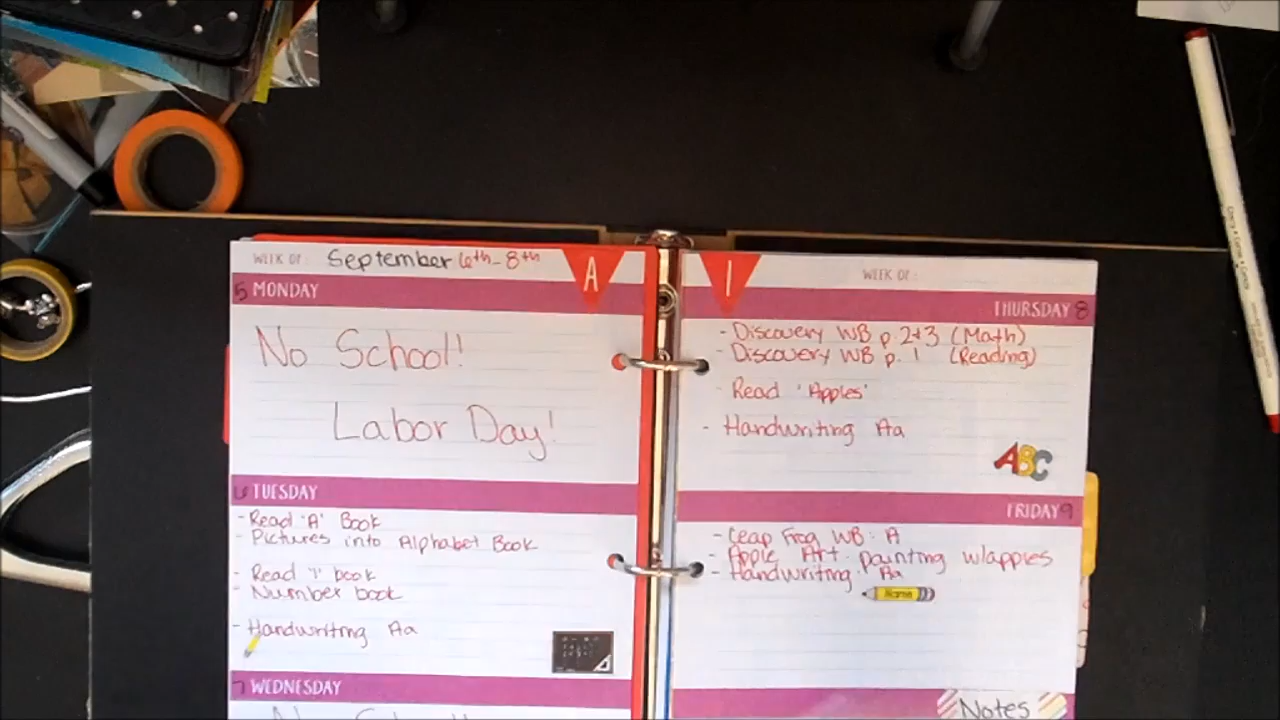 WEEK OF: September 6th-8th
A
5 MONDAY
No School!
Labor Day!
6 TUESDAY
- Read "A" Book
- Pictures into Alphabet Book
- Read "1" book
- Number book
- Handwriting Aa
7 WEDNESDAY
No School!!
1
WEEK OF:
THURSDAY 8
- Discovery WB p. 2+3 (Math)
- Discovery WB p. 1 (Reading)
- Read "Apples"
- Handwriting Aa
ABC
FRIDAY 9
- Leap Frog WB: A
- Apple Art: painting w/apples
- Handwriting: Aa
Name
Notes